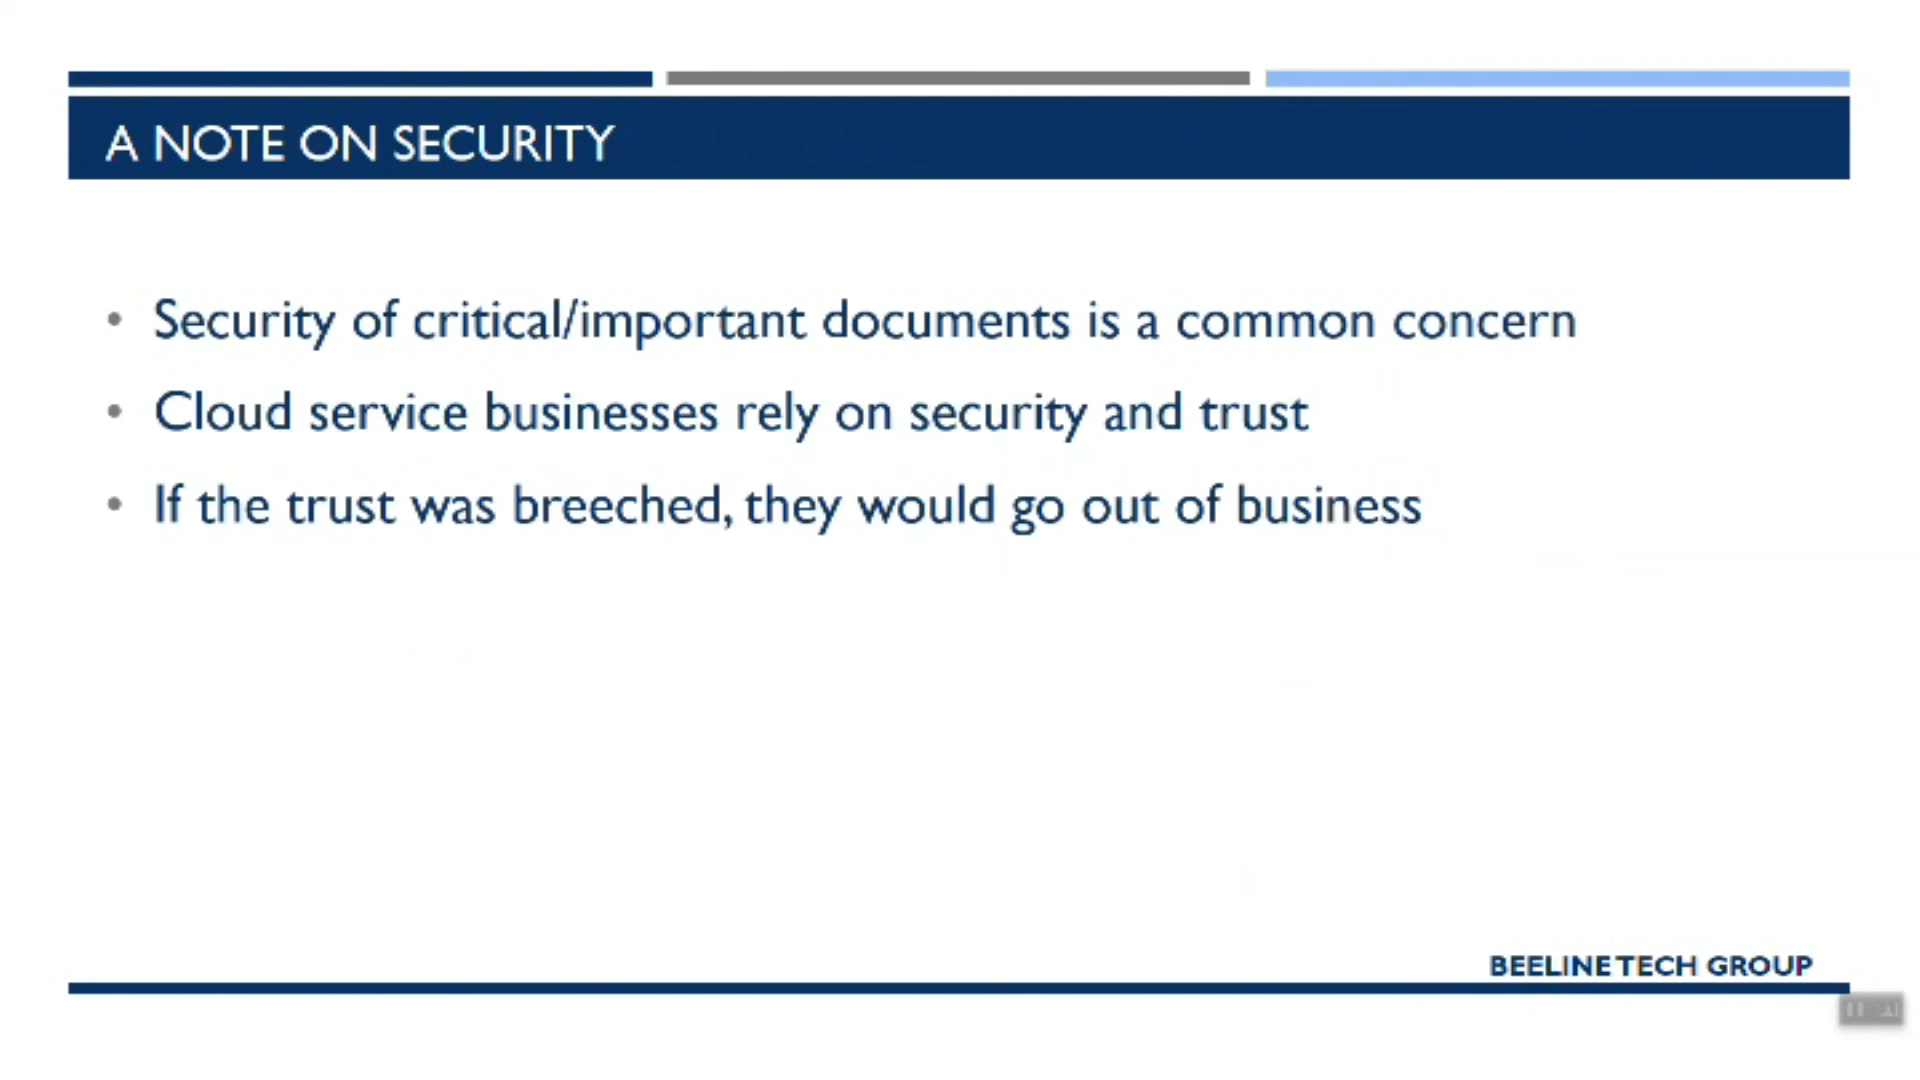 A NOTE ON SECURITY
• Security of critical/important documents is a common concern
• Cloud service businesses rely on security and trust
• If the trust was breeched, they would go out of business
BEELINE TECH GROUP